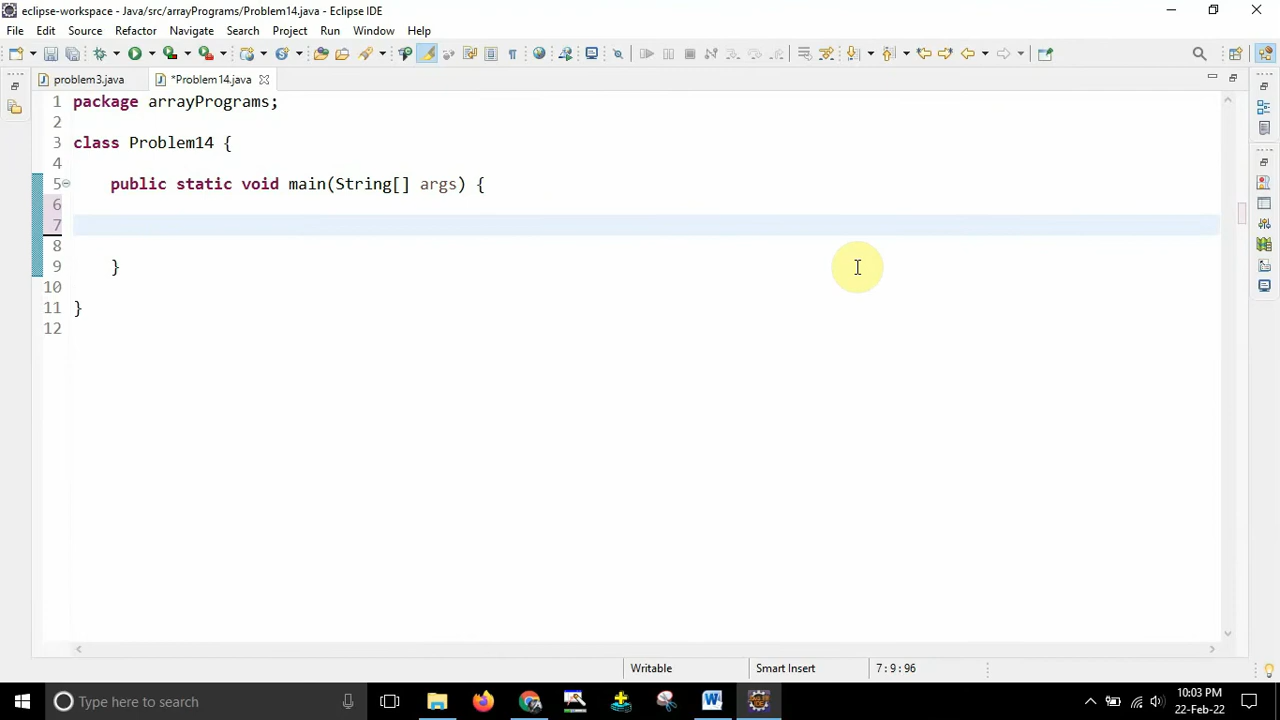 eclipse-workspace - Java/src/arrayPrograms/Problem14.java - Eclipse IDE
File Edit Source Refactor Navigate Search Project Run Window Help
problem3.java *Problem14.java
1 package arrayPrograms;
2
3 class Problem14 {
4
5 public static void main(String[] args) {
6
7
8
9 }
10
11 }
12
Writable Smart Insert 7 : 9 : 96
Type here to search
10:03 PM
22-Feb-22